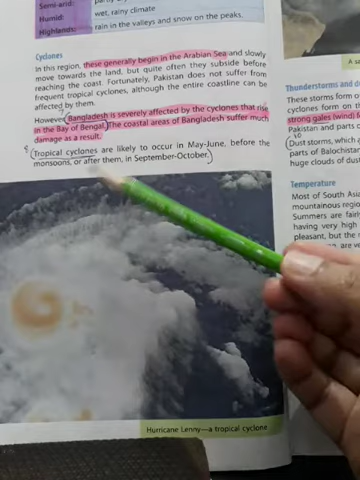 Semi-arid:
Humid:
wet, rainy climate
Highlands:
rain in the valleys and snow on the peaks.
Cyclones
In this region, these generally begin in the Arabian Sea and slowly
move towards the land, but quite often they subside before
reaching the coast. Fortunately, Pakistan does not suffer from
frequent tropical cyclones, although the entire coastline can be
affected by them.
However, Bangladesh is severely affected by the cyclones that rise
in the Bay of Bengal. The coastal areas of Bangladesh suffer much
damage as a result.
Tropical cyclones are likely to occur in May-June, before the
monsoons, or after them, in September-October.
Hurricane Lenny—a tropical cyclone
Thunderstorms and
These storms form
cyclones form on
strong gales (wind)
Pakistan and parts
Dust storms, which
parts of Balochistan
huge clouds of dust
Temperature
Most of South Asia
mountainous
Summers are
having very high
pleasant, but the
are